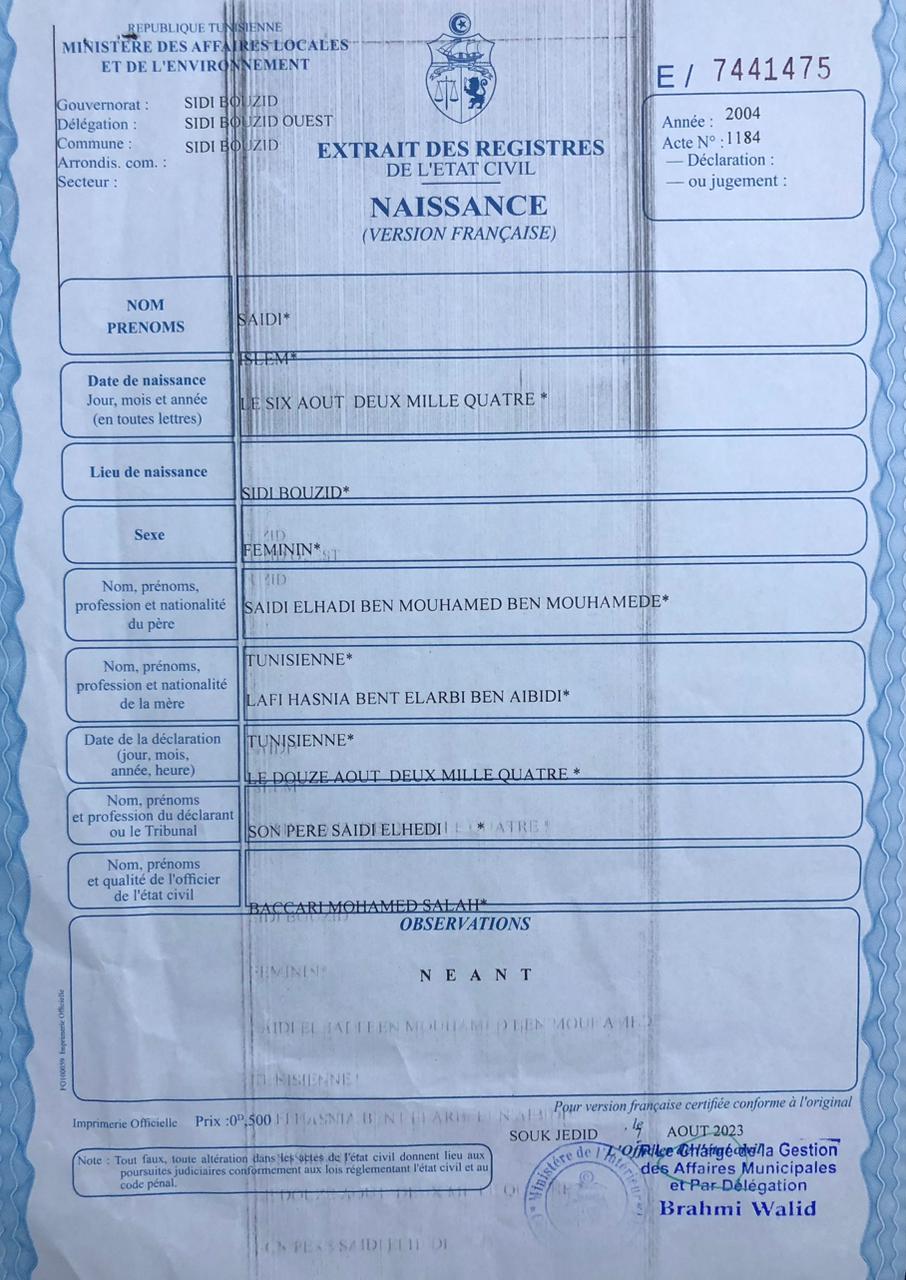 REPUBLIQUE TUNISIENNE
MINISTÈRE DES AFFAIRES LOCALES
ET DE L'ENVIRONNEMENT
Gouvernorat : SIDI BOUZID
Délégation : SIDI BOUZID OUEST
Commune : SIDI BOUZID
Arrondis. com. :
Secteur :
EXTRAIT DES REGISTRES
DE L'ETAT CIVIL
NAISSANCE
(VERSION FRANÇAISE)
E / 7441475
Année : 2004
Acte N° : 1184
— Déclaration :
— ou jugement :
NOM
PRENOMS
SAIDI*
ISLEM*
Date de naissance
Jour, mois et année
(en toutes lettres)
LE SIX AOUT DEUX MILLE QUATRE *
Lieu de naissance
SIDI BOUZID*
Sexe
FEMININ*
Nom, prénoms,
profession et nationalité
du père
SAIDI ELHADI BEN MOUHAMED BEN MOUHAMEDE*
TUNISIENNE*
Nom, prénoms,
profession et nationalité
de la mère
LAFI HASNIA BENT ELARBI BEN AIBIDI*
TUNISIENNE*
Date de la déclaration
(jour, mois,
année, heure)
LE DOUZE AOUT DEUX MILLE QUATRE *
Nom, prénoms
et profession du déclarant
ou le Tribunal
SON PERE SAIDI ELHEDI *
Nom, prénoms
et qualité de l'officier
de l'état civil
BACCARI MOHAMED SALAH*
OBSERVATIONS
N E A N T
FO100039 Imprimerie Officielle
Imprimerie Officielle Prix :0ᴰ,500
Pour version française certifiée conforme à l'original
SOUK JEDID le AOUT 2023
Note : Tout faux, toute altération dans les actes de l'état civil donnent lieu aux
poursuites judiciaires conformement aux lois réglementant l'état civil et au
code pénal.
Ministère de l'Intérieur
P/Le Chargé de la Gestion
des Affaires Municipales
et Par Délégation
Brahmi Walid